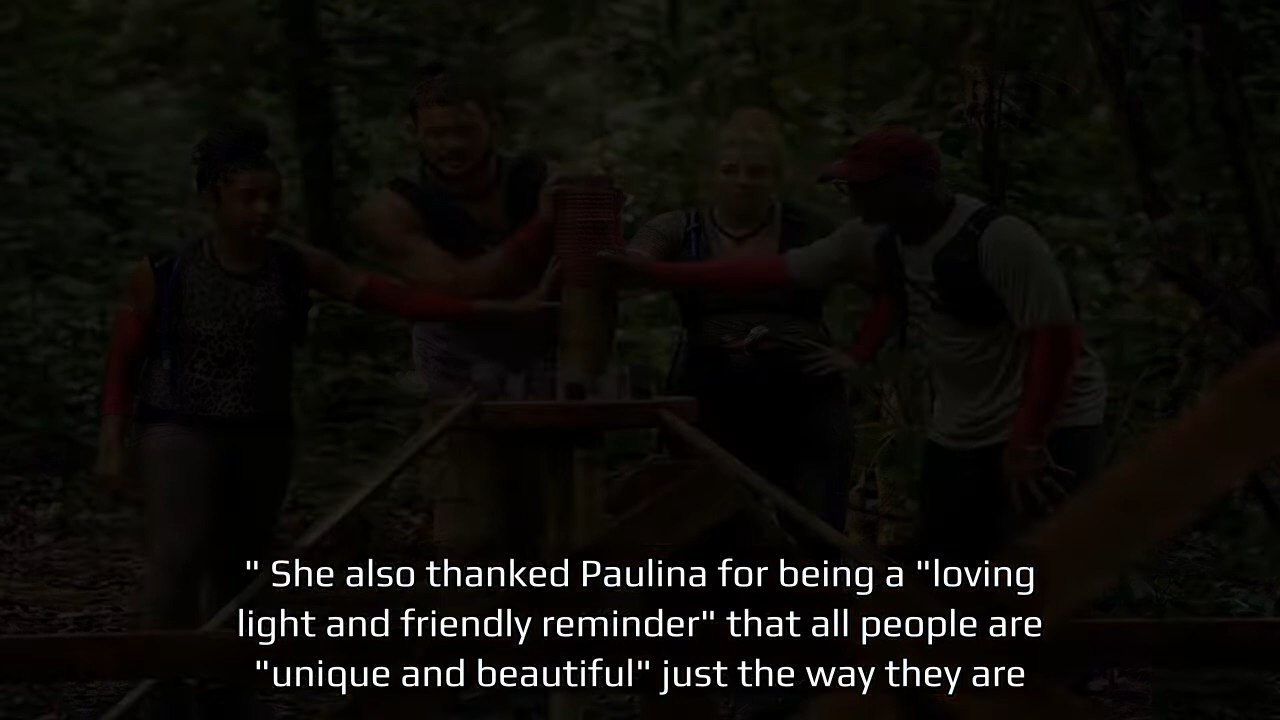 " She also thanked Paulina for being a "loving
light and friendly reminder" that all people are
"unique and beautiful" just the way they are